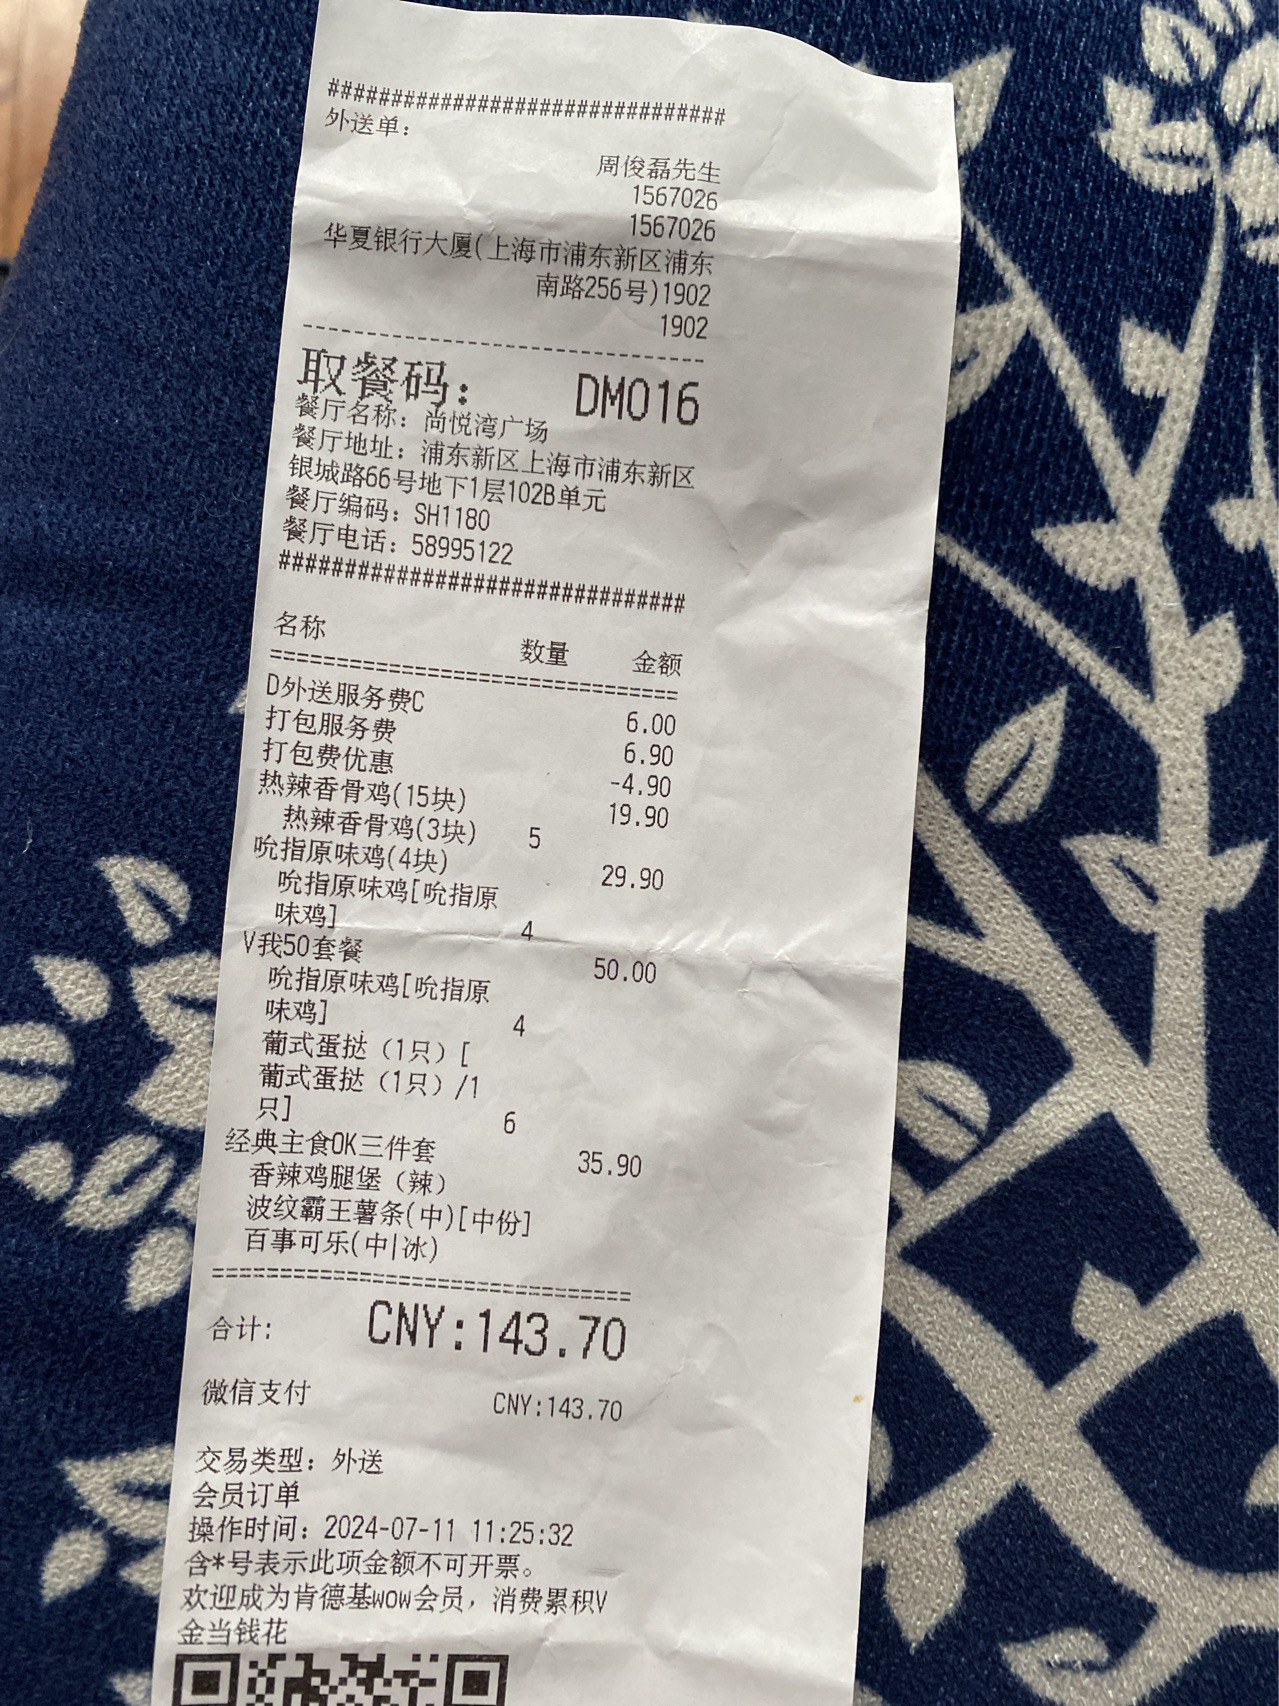 ###############################
外送单：
周俊磊先生
1567026
1567026
华夏银行大厦(上海市浦东新区浦东
南路256号)1902
1902
--------------------------------
取餐码： DM016
餐厅名称：尚悦湾广场
餐厅地址：浦东新区上海市浦东新区
银城路66号地下1层102B单元
餐厅编码：SH1180
餐厅电话：58995122
###############################
名称 数量 金额
================================
D外送服务费C 6.00
打包服务费 6.90
打包费优惠 -4.90
热辣香骨鸡(15块) 19.90
热辣香骨鸡(3块) 5
吮指原味鸡(4块) 29.90
吮指原味鸡[吮指原
味鸡] 4
V我50套餐 50.00
吮指原味鸡[吮指原
味鸡] 4
葡式蛋挞（1只）[
葡式蛋挞（1只）/1
只] 6
经典主食OK三件套 35.90
香辣鸡腿堡（辣）
波纹霸王薯条(中)[中份]
百事可乐(中|冰)
================================
合计: CNY:143.70
微信支付 CNY:143.70
交易类型：外送
会员订单
操作时间：2024-07-11 11:25:32
含*号表示此项金额不可开票。
欢迎成为肯德基wow会员，消费累积V
金当钱花